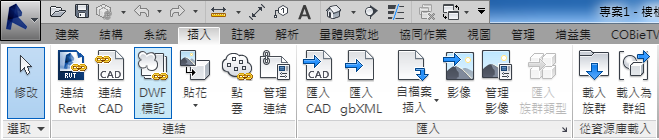 專案1 - 樓梯
建築 結構 系統 插入 註解 解析 量體與敷地 協同作業 視圖 管理 增益集 COBieTV
修改
連結 Revit
連結 CAD
DWF 標記
貼花
點雲
管理連結
匯入 CAD
匯入 gbXML
自檔案插入
影像
管理影像
匯入族群類型
載入族群
載入為群組
選取 連結 匯入 從資源庫載入